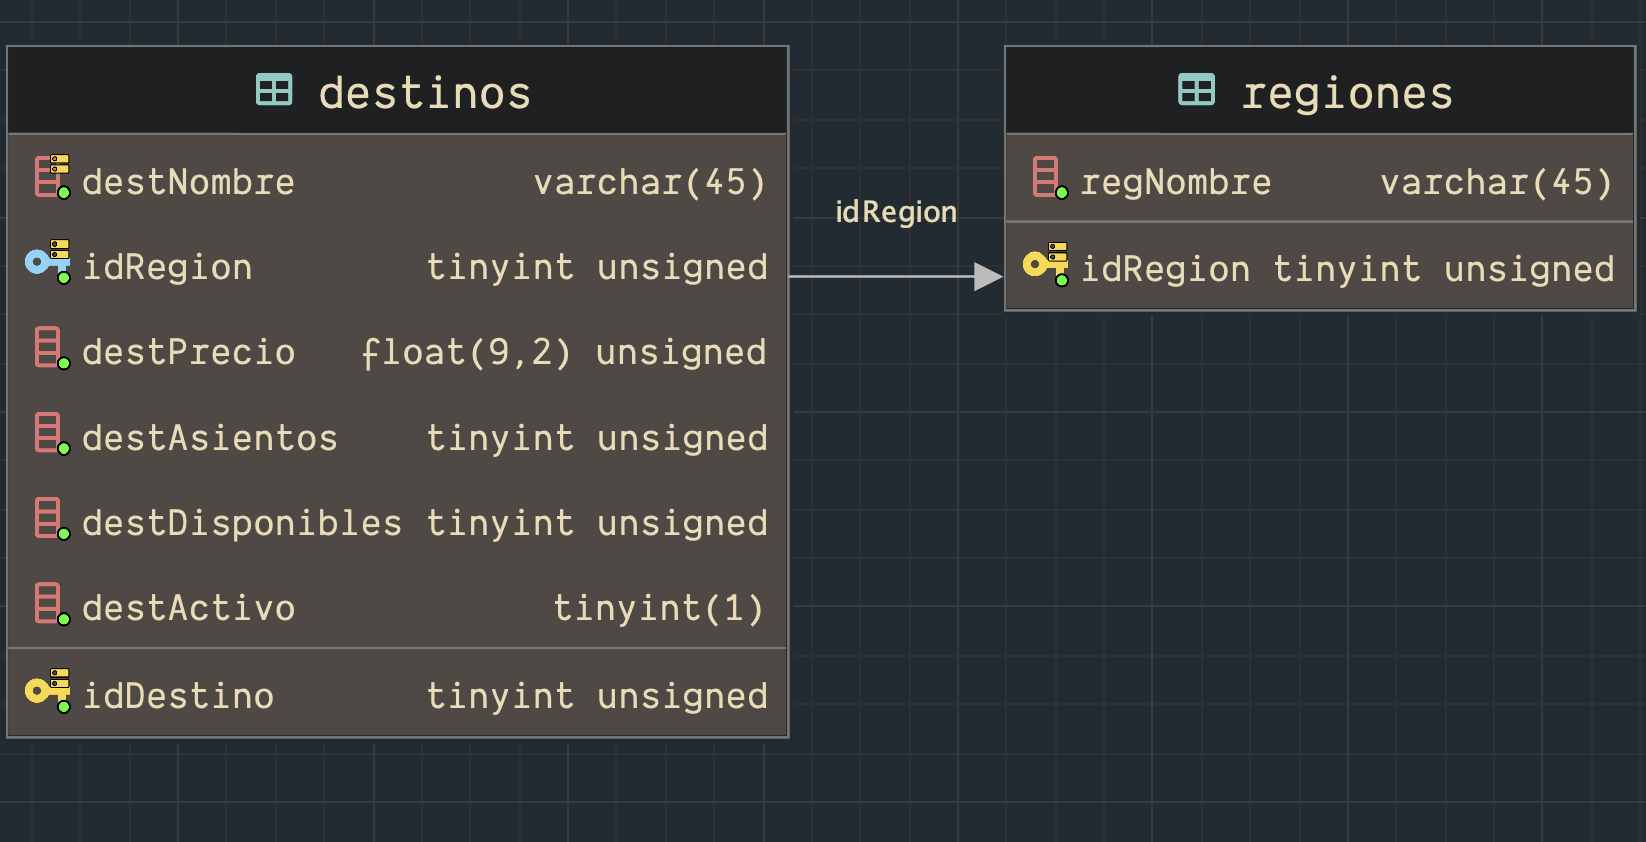 destinos
destNombre varchar(45)
idRegion tinyint unsigned
destPrecio float(9,2) unsigned
destAsientos tinyint unsigned
destDisponibles tinyint unsigned
destActivo tinyint(1)
idDestino tinyint unsigned
idRegion
regiones
regNombre varchar(45)
idRegion tinyint unsigned